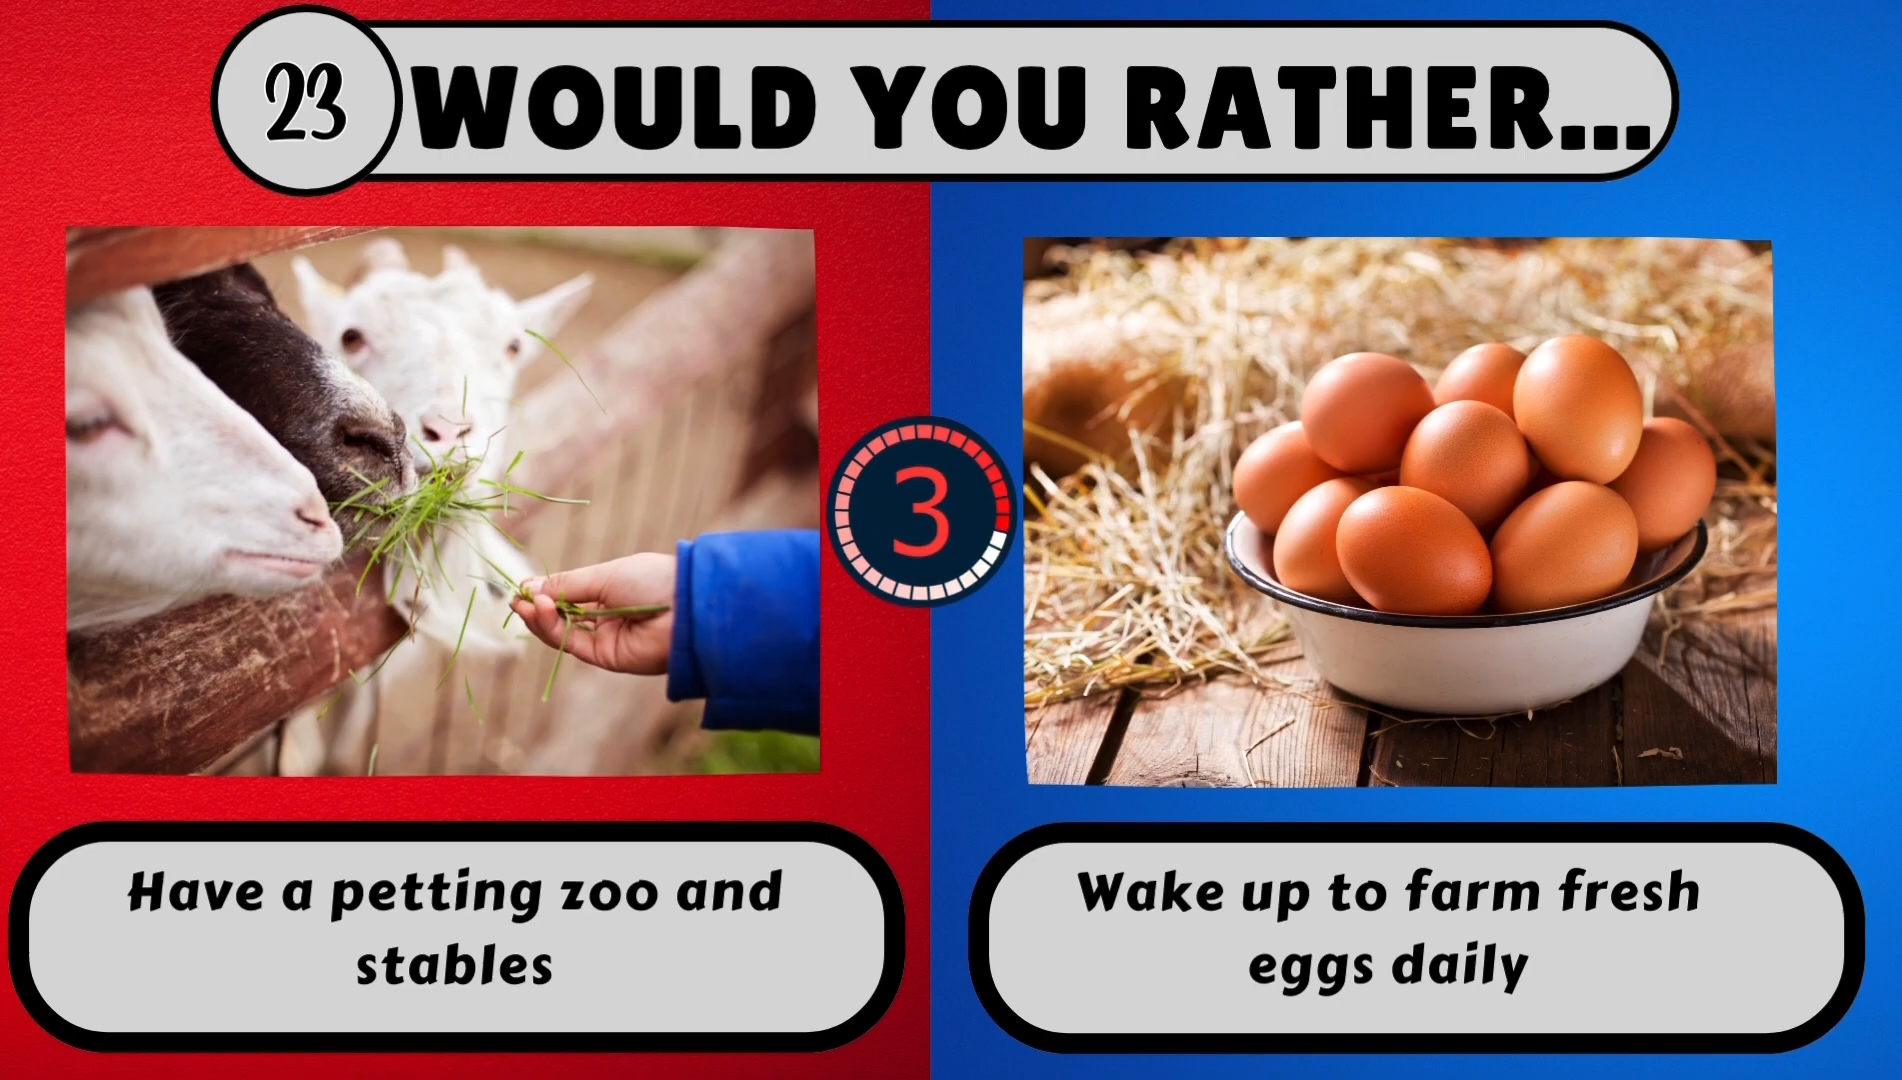 23
WOULD YOU RATHER...
3
Have a petting zoo and
stables
Wake up to farm fresh
eggs daily